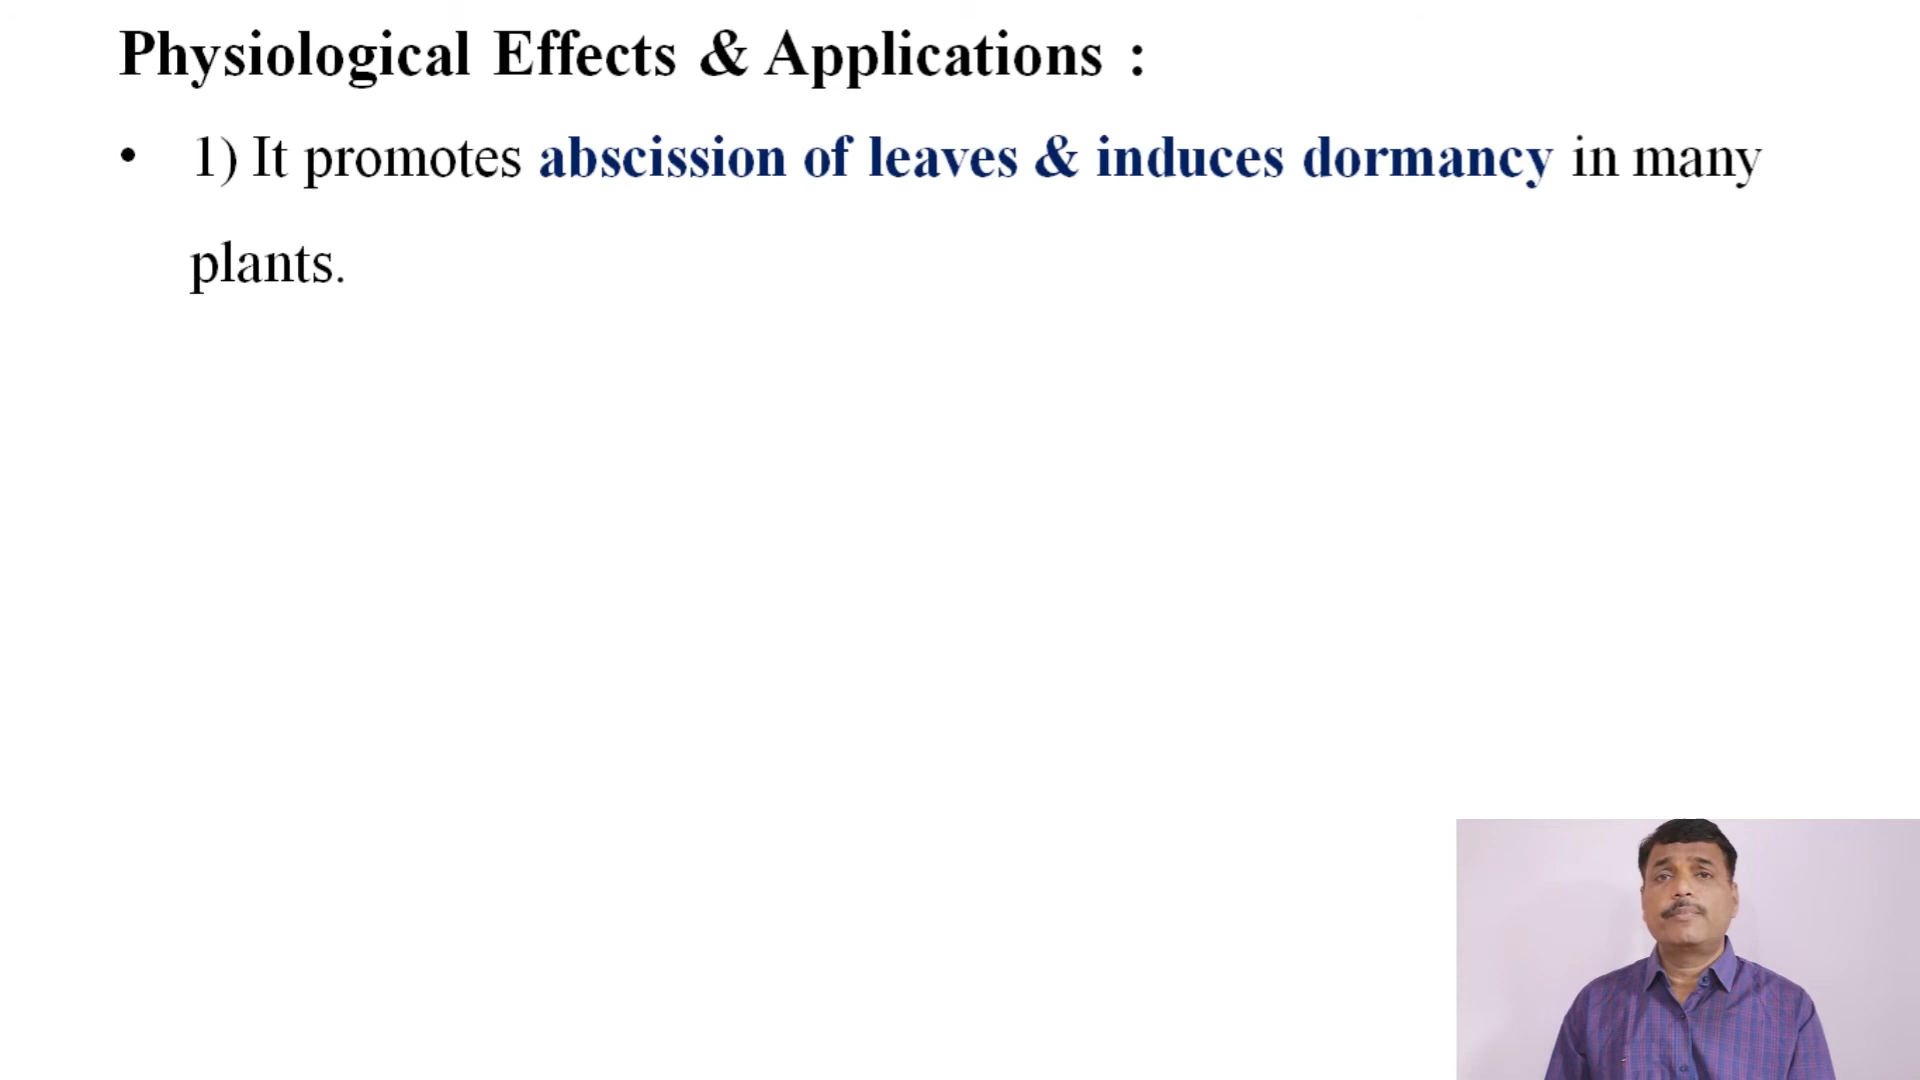 Physiological Effects & Applications :
• 1) It promotes abscission of leaves & induces dormancy in many
plants.